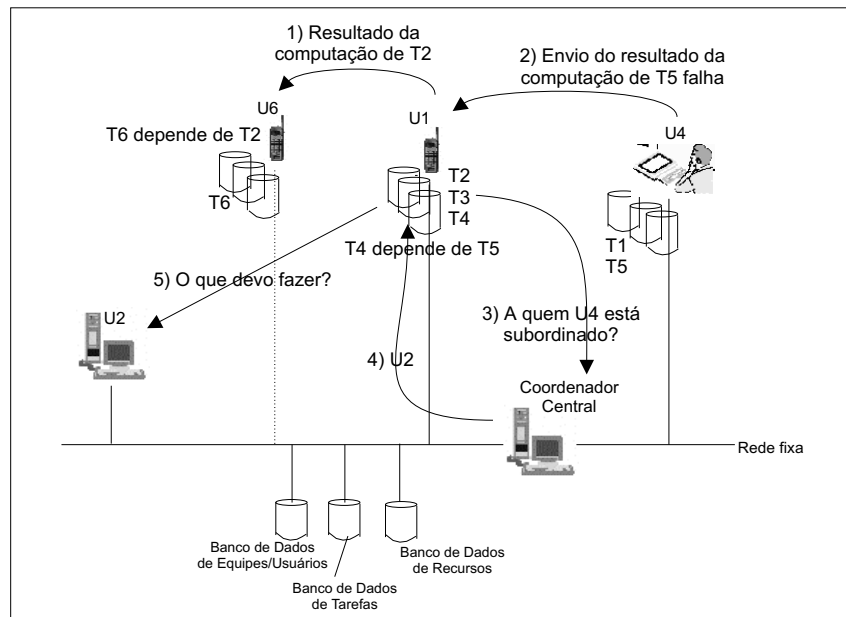 1) Resultado da
computação de T2
2) Envio do resultado da
computação de T5 falha
U6
U1
U4
T6 depende de T2
T6
T2
T3
T4
T4 depende de T5
T1
T5
5) O que devo fazer?
U2
3) A quem U4 está
subordinado?
4) U2
Coordenador
Central
Rede fixa
Banco de Dados
de Equipes/Usuários
Banco de Dados
de Tarefas
Banco de Dados
de Recursos